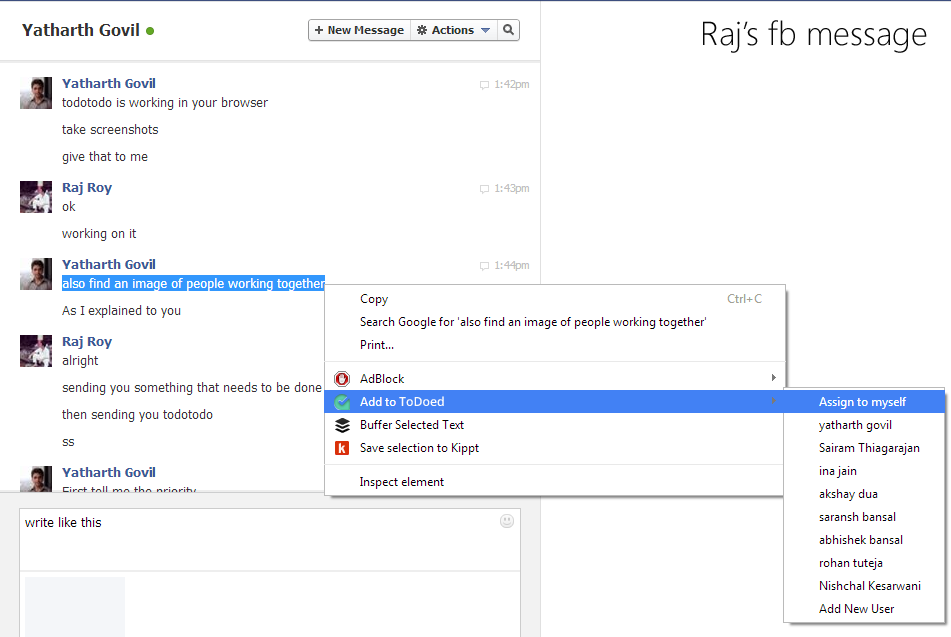 Yatharth Govil
+ New Message Actions
Raj's fb message
Yatharth Govil 1:42pm
todotodo is working in your browser
take screenshots
give that to me
Raj Roy 1:43pm
ok
working on it
Yatharth Govil 1:44pm
also find an image of people working together
As I explained to you
Raj Roy
alright
sending you something that needs to be done
then sending you todotodo
ss
Yatharth Govil
First tell me the priority
write like this
Copy Ctrl+C
Search Google for 'also find an image of people working together'
Print...
AdBlock
Add to ToDoed
Buffer Selected Text
k Save selection to Kippt
Inspect element
Assign to myself
yatharth govil
Sairam Thiagarajan
ina jain
akshay dua
saransh bansal
abhishek bansal
rohan tuteja
Nishchal Kesarwani
Add New User